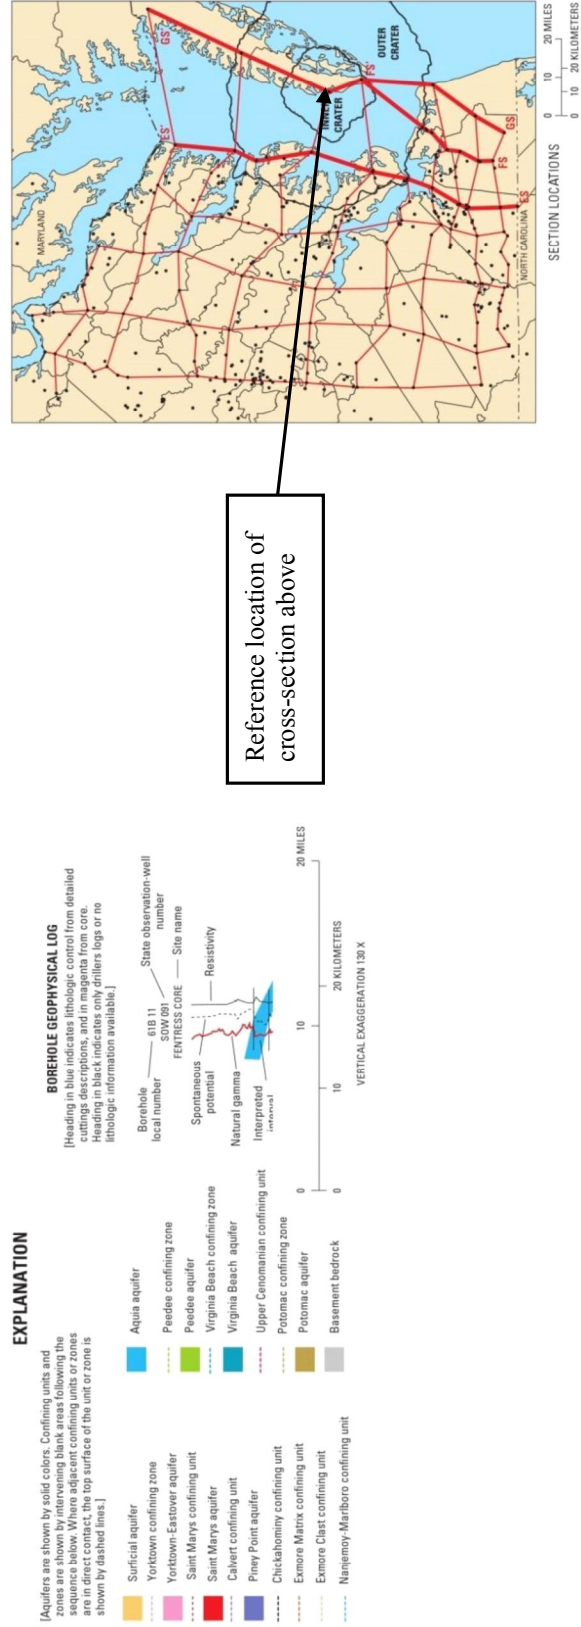 EXPLANATION
[Aquifers are shown by solid colors. Confining units and
zones are shown by intervening blank areas following the
sequence below. Where adjacent confining units or zones
are in direct contact, the top surface of the unit or zone is
shown by dashed lines.]
Surficial aquifer
Yorktown confining zone
Yorktown-Eastover aquifer
Saint Marys confining unit
Saint Marys aquifer
Calvert confining unit
Piney Point aquifer
Chickahominy confining unit
Exmore Matrix confining unit
Exmore Clast confining unit
Nanjemoy-Marlboro confining unit
Aquia aquifer
Peedee confining zone
Peedee aquifer
Virginia Beach confining zone
Virginia Beach aquifer
Upper Cenomanian confining unit
Potomac confining zone
Potomac aquifer
Basement bedrock
BOREHOLE GEOPHYSICAL LOG
[Heading in blue indicates lithologic control from detailed
cuttings descriptions, and in magenta from core.
Heading in black indicates only drillers logs or no
lithologic information available.]
Borehole
local number
61B 11
SOW 091
FENTRESS CORE
State observation-well
number
Site name
Spontaneous
potential
Resistivity
Natural gamma
Interpreted
interval
0 10 20 MILES
0 10 20 KILOMETERS
VERTICAL EXAGGERATION 130 X
Reference location of
cross-section above
MARYLAND
GS'
ES'
FS'
OUTER
CRATER
INNER
CRATER
GS
FS
ES
NORTH CAROLINA
SECTION LOCATIONS
0 10 20 MILES
0 10 20 KILOMETERS